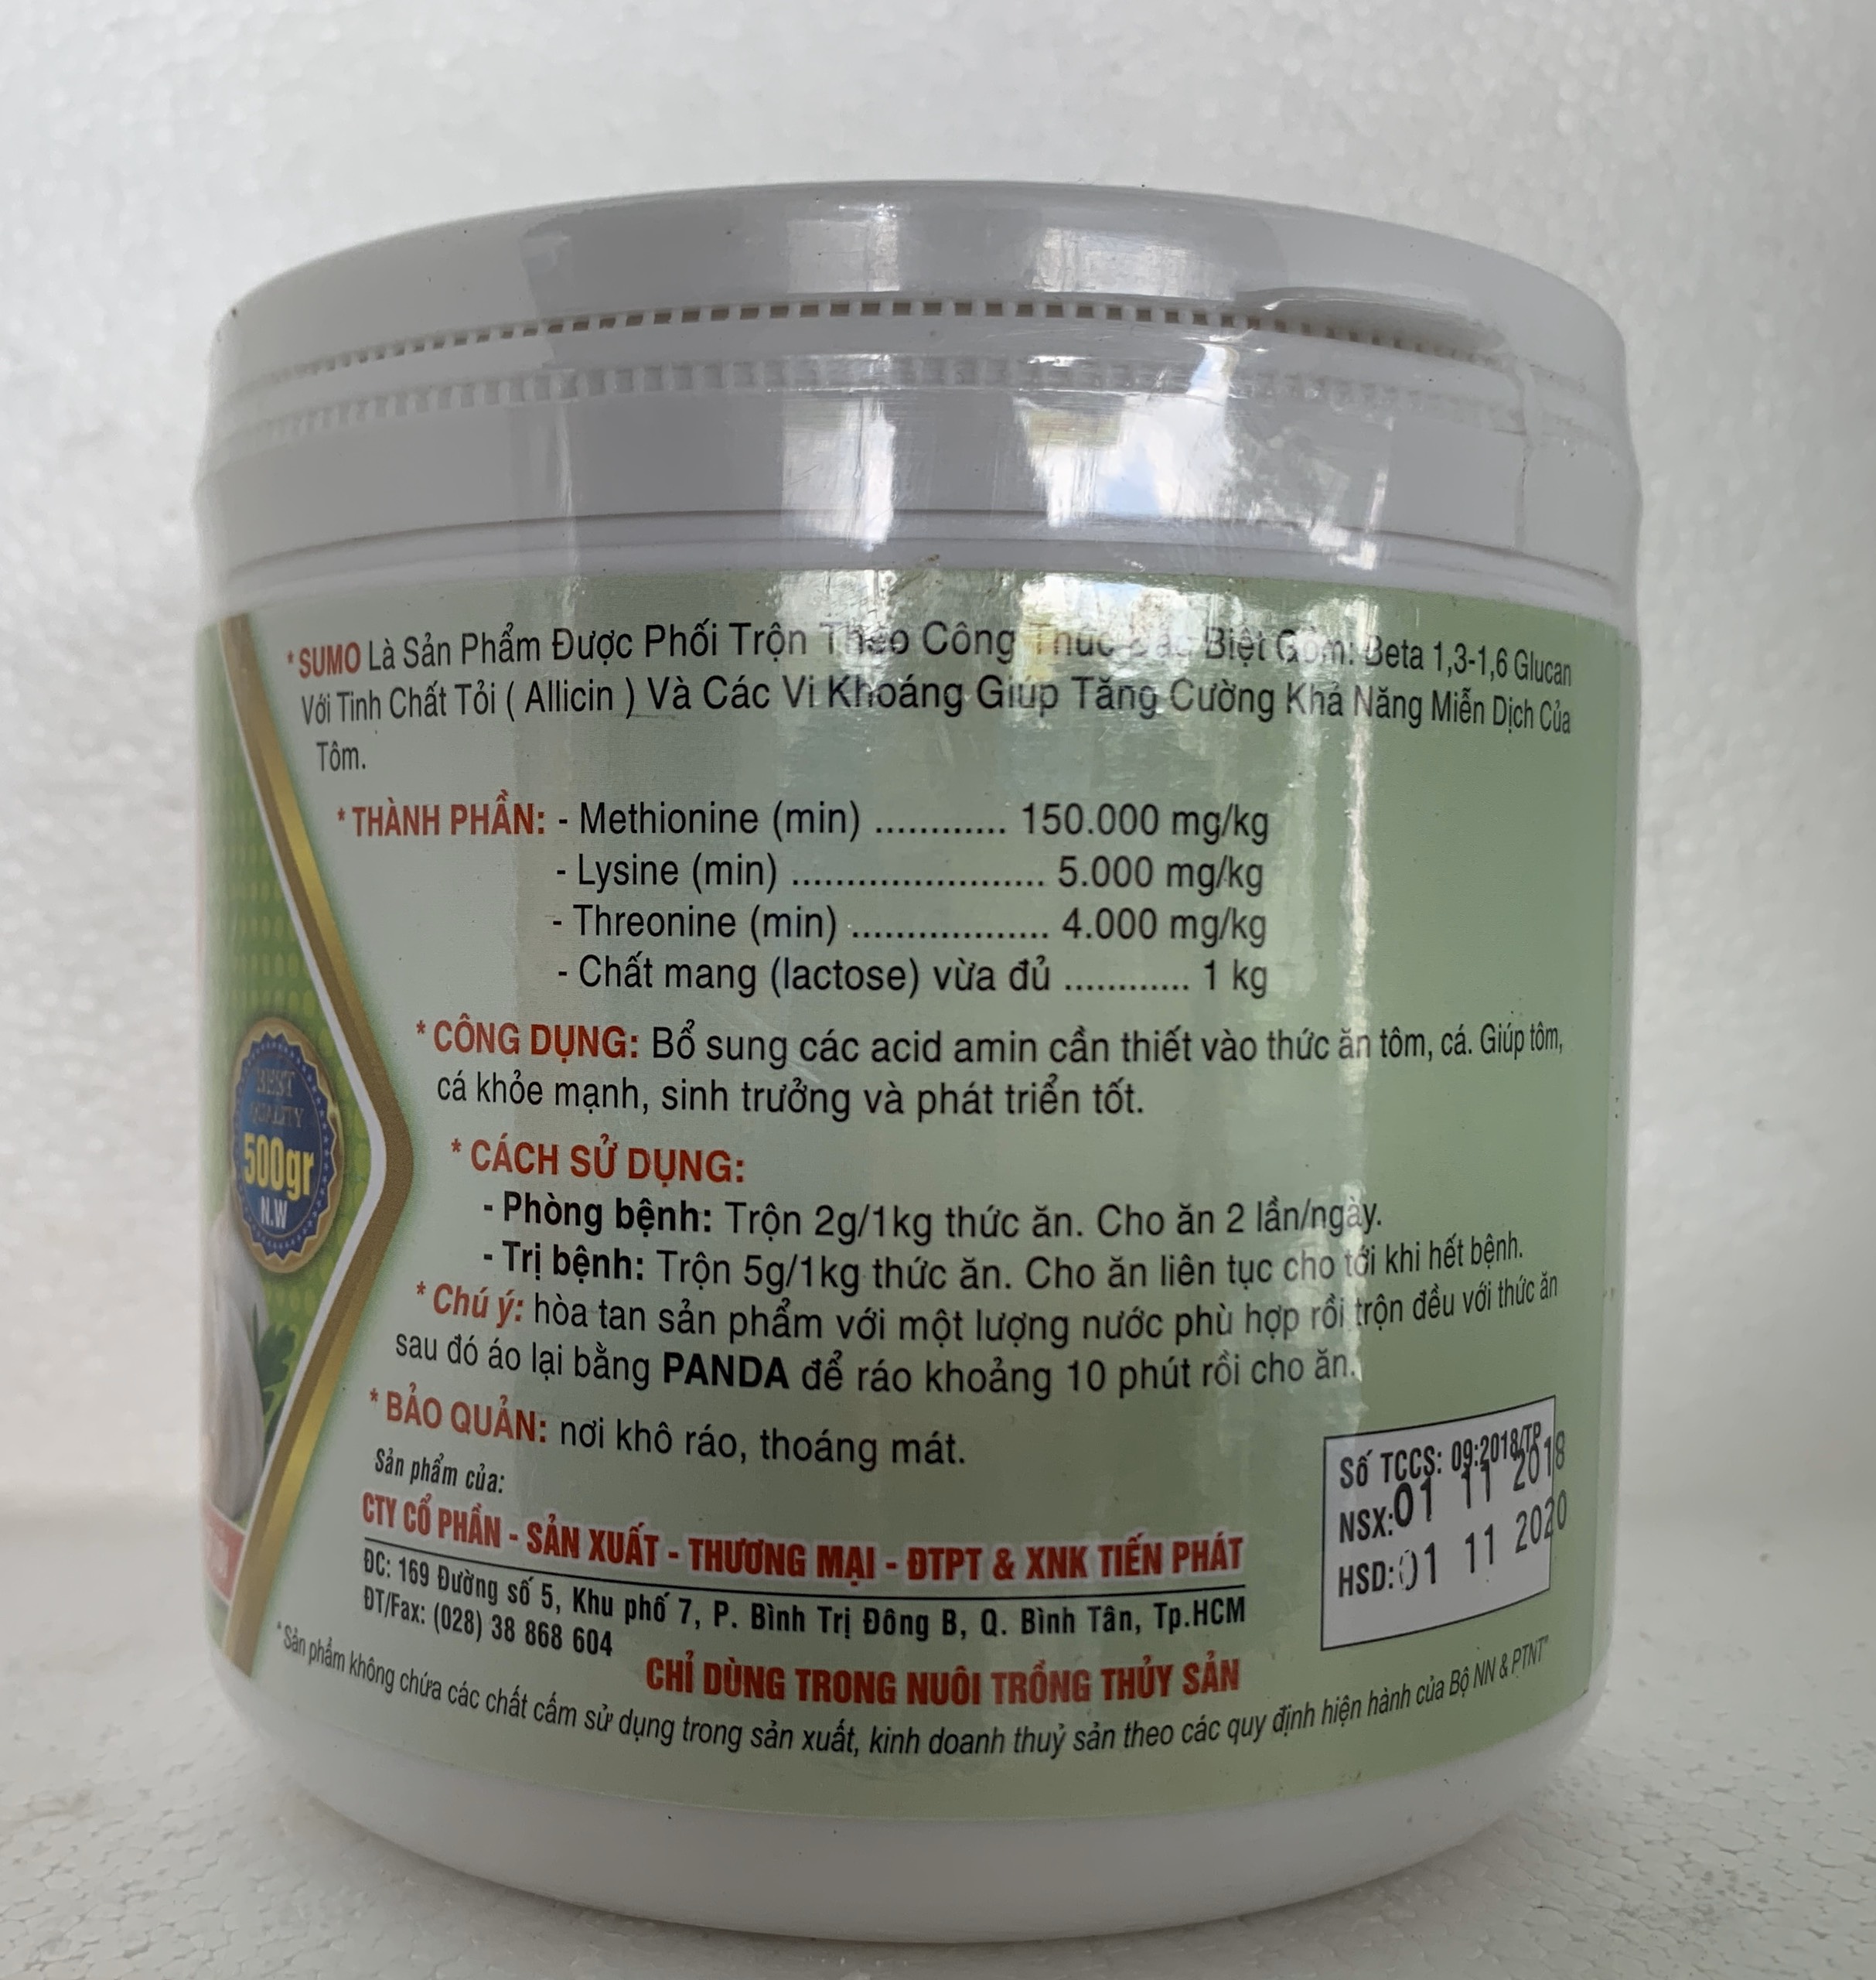 * SUMO Là Sản Phẩm Được Phối Trộn Theo Công Thức Đặc Biệt Gồm: Beta 1,3-1,6 Glucan
Với Tinh Chất Tỏi ( Allicin ) Và Các Vi Khoáng Giúp Tăng Cường Khả Năng Miễn Dịch Của
Tôm.
* THÀNH PHẦN: - Methionine (min) ............ 150.000 mg/kg
- Lysine (min) ....................... 5.000 mg/kg
- Threonine (min) .................. 4.000 mg/kg
- Chất mang (lactose) vừa đủ ............ 1 kg
* CÔNG DỤNG: Bổ sung các acid amin cần thiết vào thức ăn tôm, cá. Giúp tôm,
cá khỏe mạnh, sinh trưởng và phát triển tốt.
BEST
QUALITY
500gr
N.W
* CÁCH SỬ DỤNG:
- Phòng bệnh: Trộn 2g/1kg thức ăn. Cho ăn 2 lần/ngày.
- Trị bệnh: Trộn 5g/1kg thức ăn. Cho ăn liên tục cho tới khi hết bệnh.
* Chú ý: hòa tan sản phẩm với một lượng nước phù hợp rồi trộn đều với thức ăn
sau đó áo lại bằng PANDA để ráo khoảng 10 phút rồi cho ăn.
* BẢO QUẢN: nơi khô ráo, thoáng mát.
Sản phẩm của:
CTY CỔ PHẦN - SẢN XUẤT - THƯƠNG MẠI - ĐTPT & XNK TIẾN PHÁT
ĐC: 169 Đường số 5, Khu phố 7, P. Bình Trị Đông B, Q. Bình Tân, Tp.HCM
ĐT/Fax: (028) 38 868 604
Số TCCS: 09:2018/TP
NSX: 01 11 2018
HSD: 01 11 2020
CHỈ DÙNG TRONG NUÔI TRỒNG THỦY SẢN
* Sản phẩm không chứa các chất cấm sử dụng trong sản xuất, kinh doanh thuỷ sản theo các quy định hiện hành của Bộ NN & PTNT"